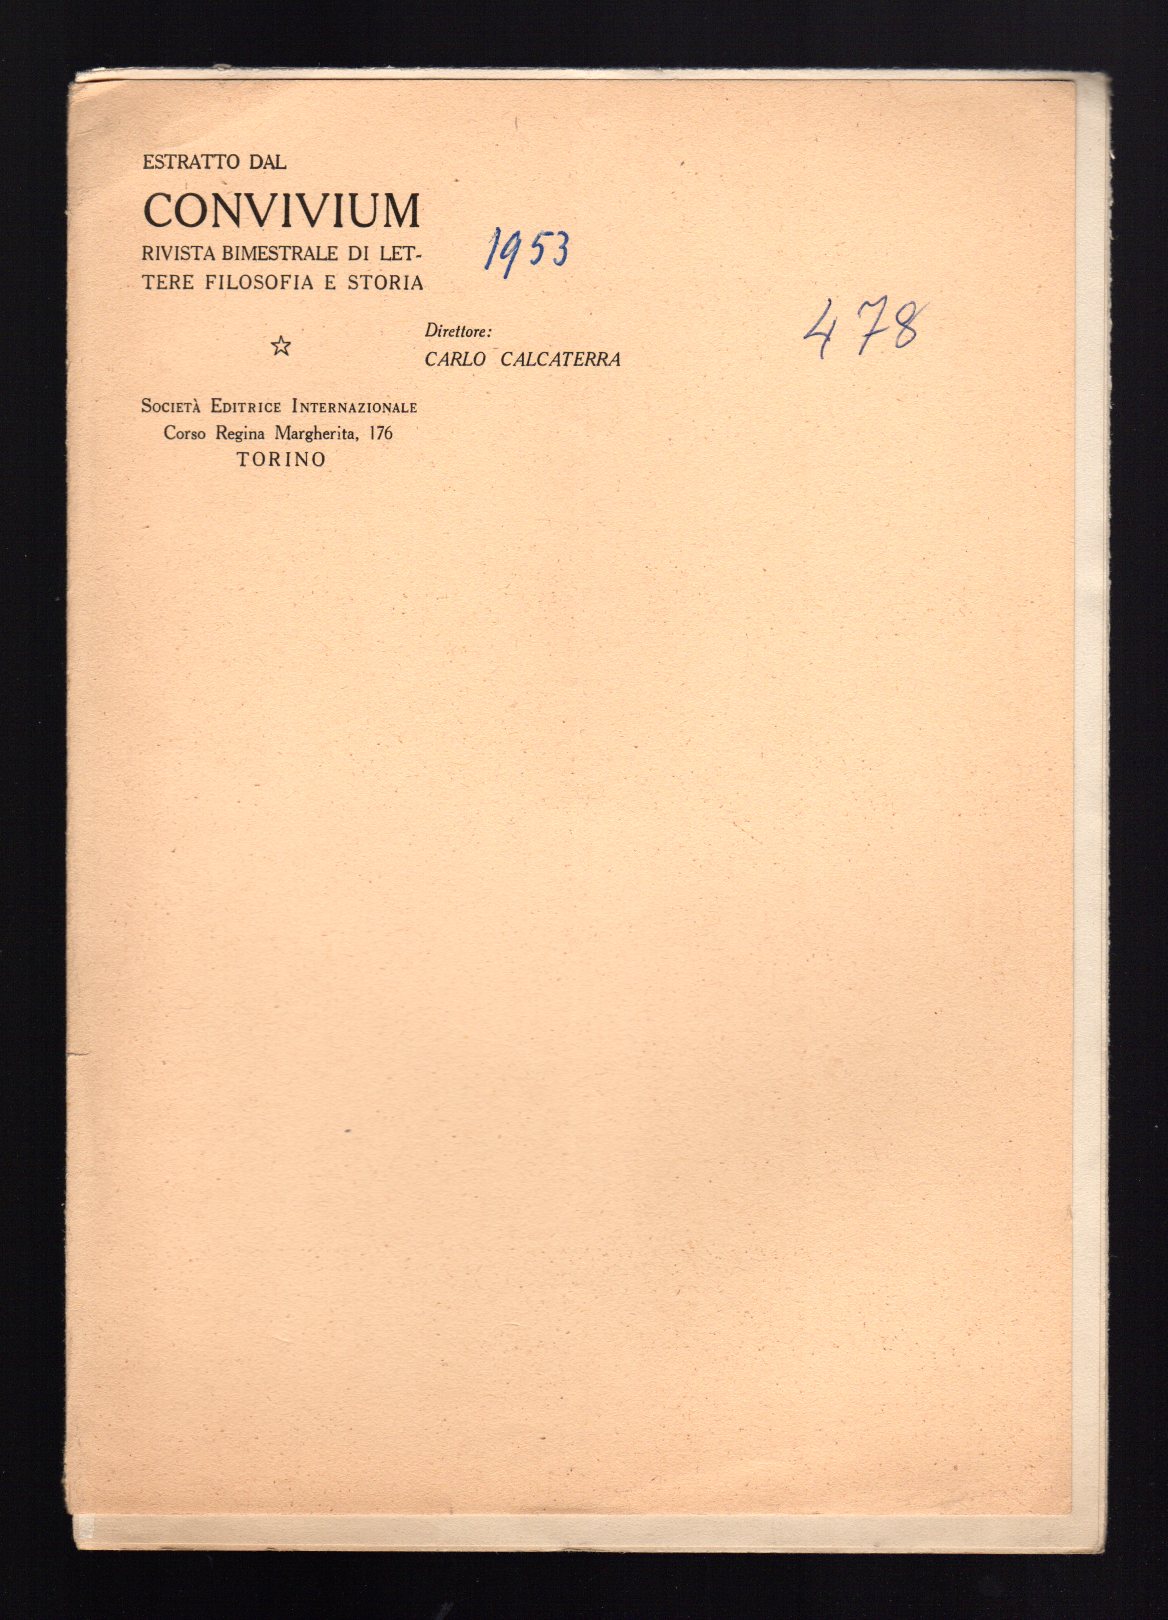 ESTRATTO DAL
CONVIVIUM
RIVISTA BIMESTRALE DI LET-
TERE FILOSOFIA E STORIA
1953
478
☆
Direttore:
CARLO CALCATERRA
SOCIETÀ EDITRICE INTERNAZIONALE
Corso Regina Margherita, 176
TORINO